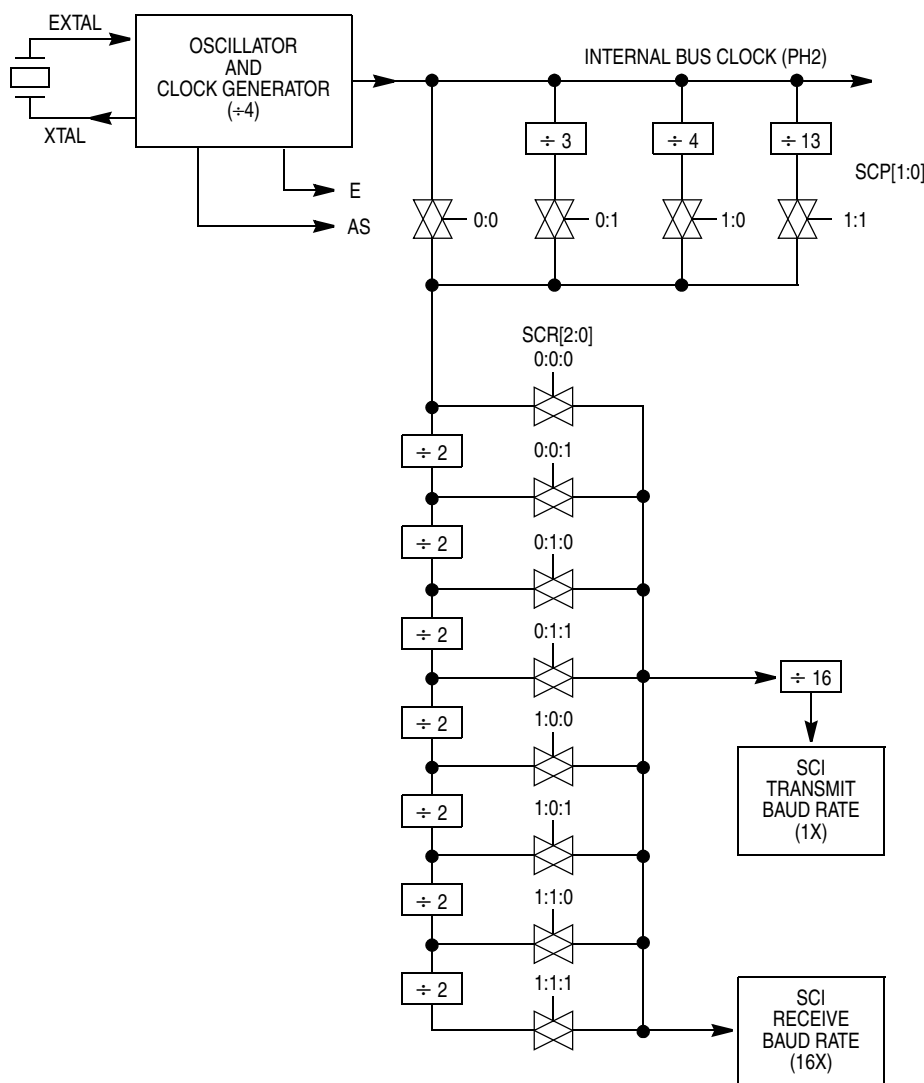 EXTAL
OSCILLATOR
AND
CLOCK GENERATOR
(÷4)
XTAL
E
AS
INTERNAL BUS CLOCK (PH2)
÷ 3
÷ 4
÷ 13
SCP[1:0]
0:0
0:1
1:0
1:1
SCR[2:0]
0:0:0
÷ 2
0:0:1
÷ 2
0:1:0
÷ 2
0:1:1
÷ 2
1:0:0
÷ 2
1:0:1
÷ 2
1:1:0
÷ 2
1:1:1
÷ 16
SCI
TRANSMIT
BAUD RATE
(1X)
SCI
RECEIVE
BAUD RATE
(16X)